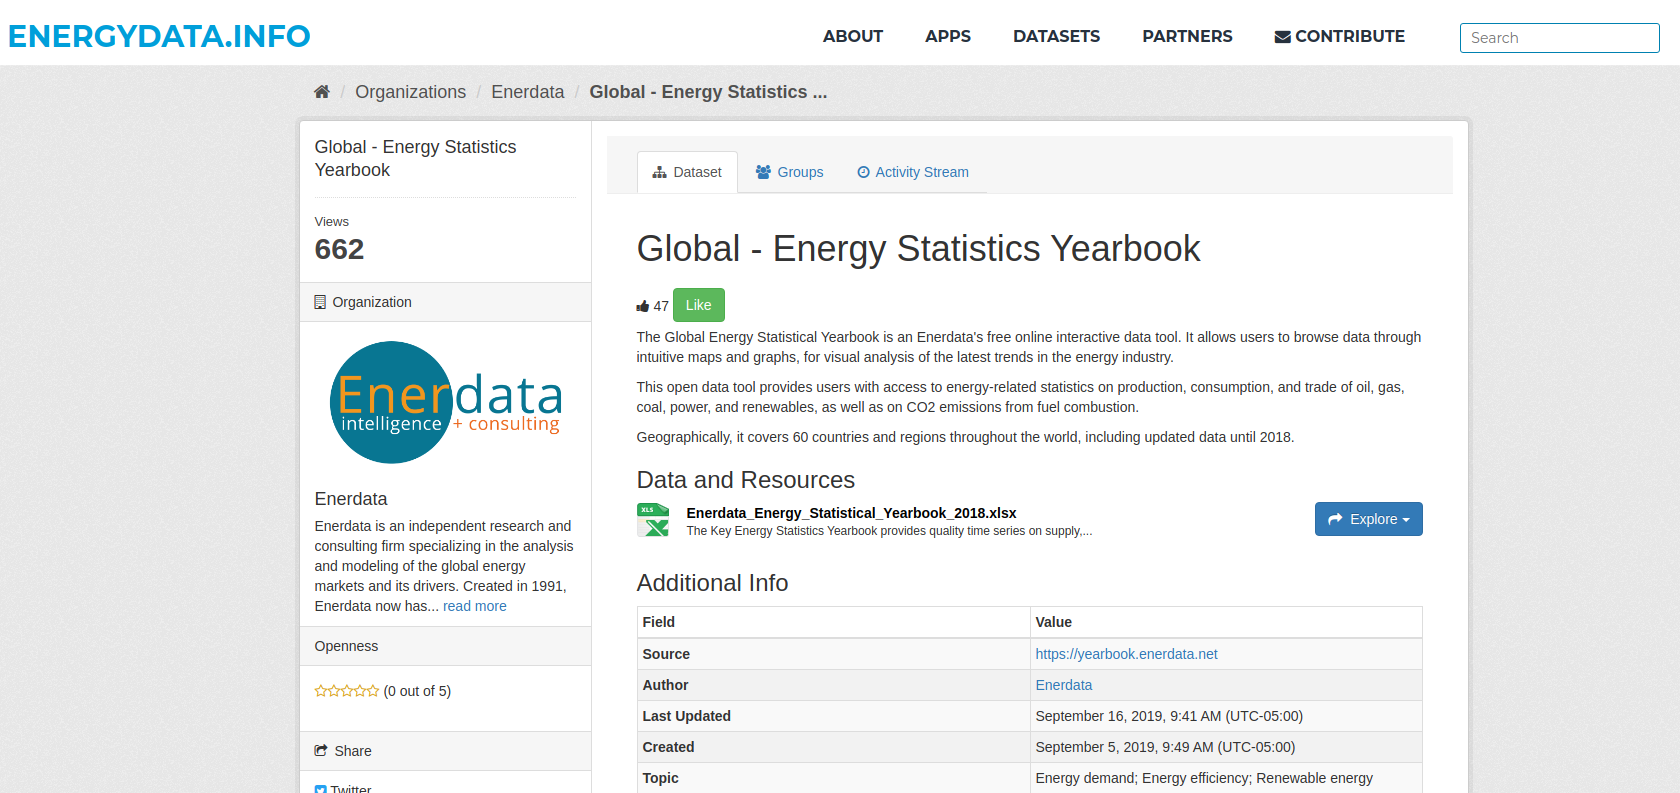 ENERGYDATA.INFO
ABOUT
APPS
DATASETS
PARTNERS
CONTRIBUTE
Search
/ Organizations / Enerdata / Global - Energy Statistics ...
Global - Energy Statistics
Yearbook
Views
662
Organization
Enerdata
intelligence + consulting
Enerdata
Enerdata is an independent research and
consulting firm specializing in the analysis
and modeling of the global energy
markets and its drivers. Created in 1991,
Enerdata now has... read more
Openness
(0 out of 5)
Share
Twitter
Dataset
Groups
Activity Stream
Global - Energy Statistics Yearbook
47 Like
The Global Energy Statistical Yearbook is an Enerdata's free online interactive data tool. It allows users to browse data through
intuitive maps and graphs, for visual analysis of the latest trends in the energy industry.
This open data tool provides users with access to energy-related statistics on production, consumption, and trade of oil, gas,
coal, power, and renewables, as well as on CO2 emissions from fuel combustion.
Geographically, it covers 60 countries and regions throughout the world, including updated data until 2018.
Data and Resources
XLS
Enerdata_Energy_Statistical_Yearbook_2018.xlsx
The Key Energy Statistics Yearbook provides quality time series on supply,...
Explore
Additional Info
Field Value
Source https://yearbook.enerdata.net
Author Enerdata
Last Updated September 16, 2019, 9:41 AM (UTC-05:00)
Created September 5, 2019, 9:49 AM (UTC-05:00)
Topic Energy demand; Energy efficiency; Renewable energy